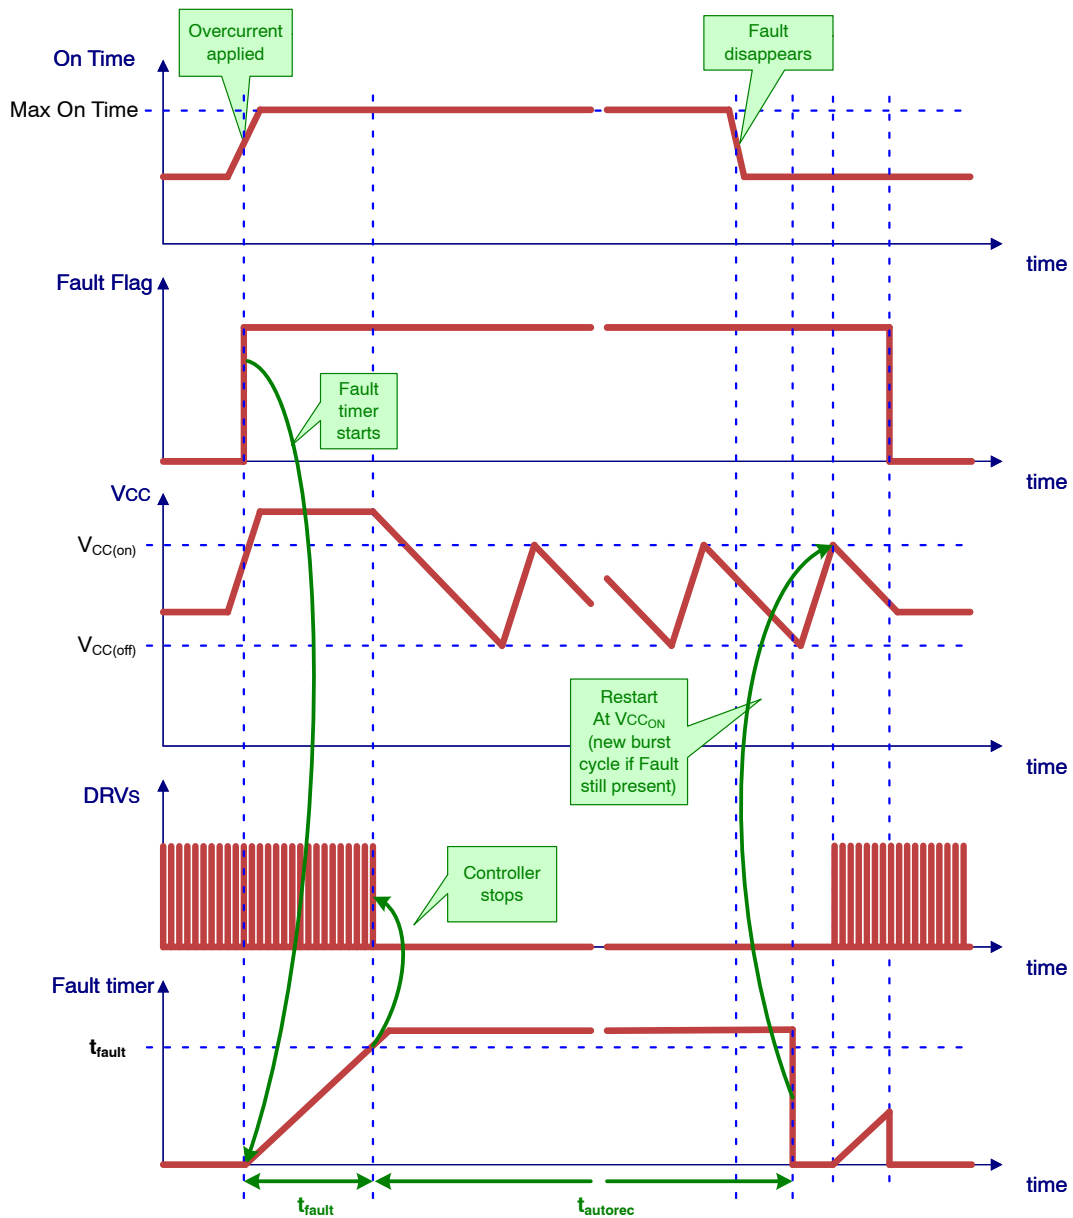 Overcurrent
applied
Fault
disappears
On Time
Max On Time
time
Fault Flag
Fault
timer
starts
time
VCC
VCC(on)
VCC(off)
Restart
At VCCON
(new burst
cycle if Fault
still present)
time
DRVs
Controller
stops
time
Fault timer
tfault
time
tfault
tautorec